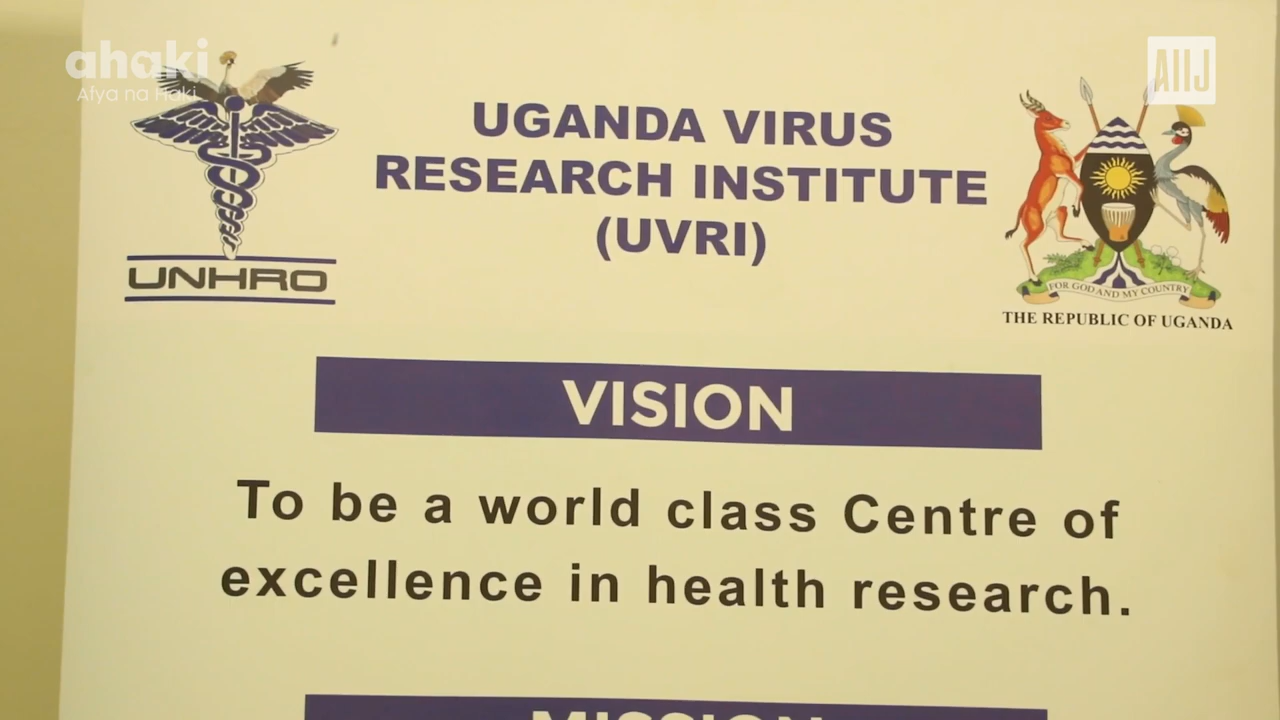 ahaki
Afya na Haki
AIIJ
UGANDA VIRUS
RESEARCH INSTITUTE
(UVRI)
UNHRO
FOR GOD AND MY COUNTRY
THE REPUBLIC OF UGANDA
VISION
To be a world class Centre of
excellence in health research.
MISSION